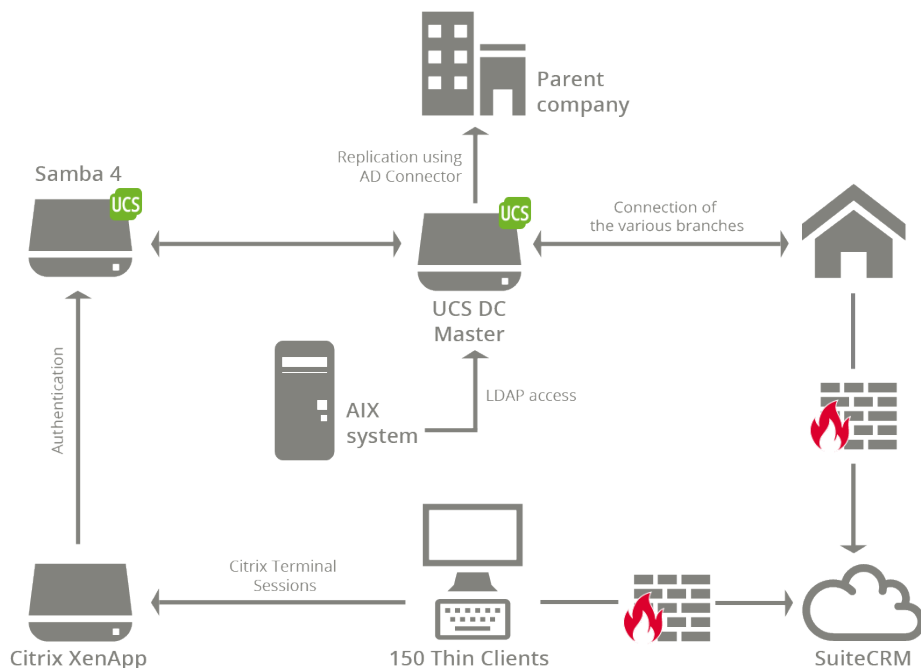 Parent
company
Replication using
AD Connector
Samba 4
UCS
UCS
Connection of
the various branches
UCS DC
Master
Authentication
AIX
system
LDAP access
Citrix Terminal
Sessions
Citrix XenApp
150 Thin Clients
SuiteCRM